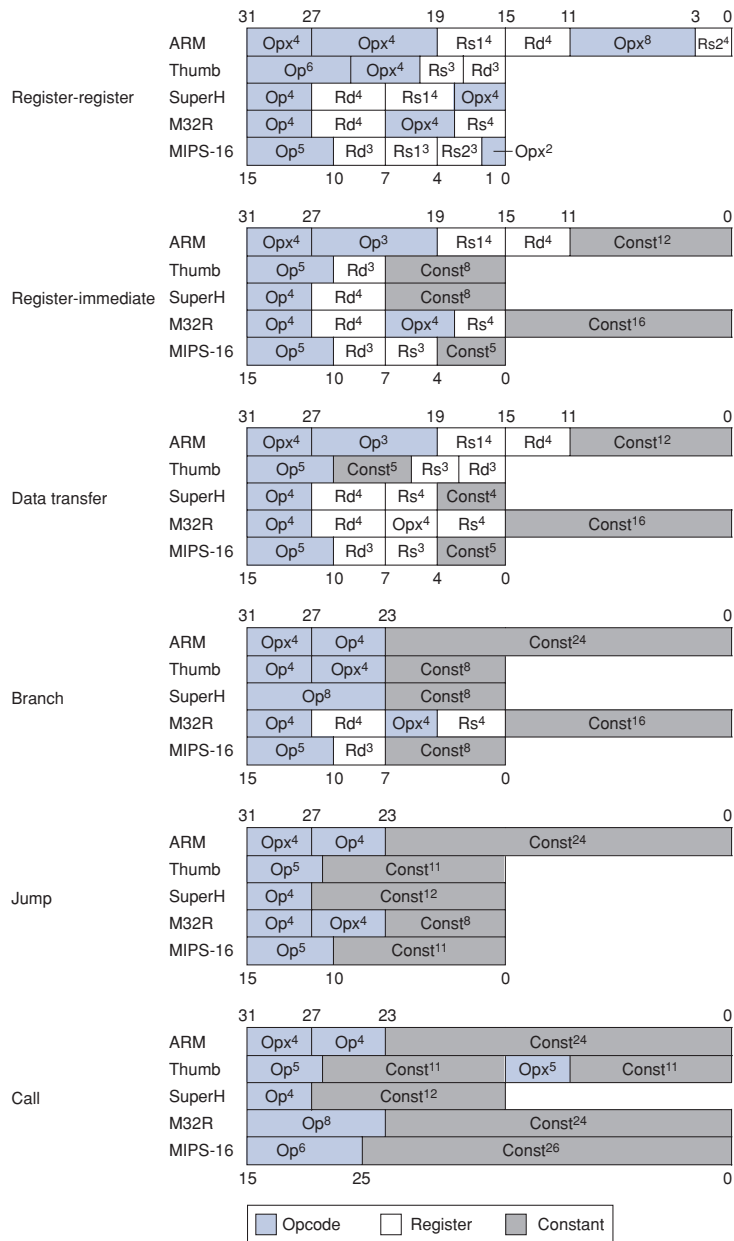 31 27 19 15 11 3 0
ARM Opx⁴ Opx⁴ Rs1⁴ Rd⁴ Opx⁸ Rs2⁴
Thumb Op⁶ Opx⁴ Rs³ Rd³
Register-register SuperH Op⁴ Rd⁴ Rs1⁴ Opx⁴
M32R Op⁴ Rd⁴ Opx⁴ Rs⁴
MIPS-16 Op⁵ Rd³ Rs1³ Rs2³ Opx²
15 10 7 4 1 0
31 27 19 15 11 0
ARM Opx⁴ Op³ Rs1⁴ Rd⁴ Const¹²
Thumb Op⁵ Rd³ Const⁸
Register-immediate SuperH Op⁴ Rd⁴ Const⁸
M32R Op⁴ Rd⁴ Opx⁴ Rs⁴ Const¹⁶
MIPS-16 Op⁵ Rd³ Rs³ Const⁵
15 10 7 4 0
31 27 19 15 11 0
ARM Opx⁴ Op³ Rs1⁴ Rd⁴ Const¹²
Thumb Op⁵ Const⁵ Rs³ Rd³
Data transfer SuperH Op⁴ Rd⁴ Rs⁴ Const⁴
M32R Op⁴ Rd⁴ Opx⁴ Rs⁴ Const¹⁶
MIPS-16 Op⁵ Rd³ Rs³ Const⁵
15 10 7 4 0
31 27 23 0
ARM Opx⁴ Op⁴ Const²⁴
Thumb Op⁴ Opx⁴ Const⁸
Branch SuperH Op⁸ Const⁸
M32R Op⁴ Rd⁴ Opx⁴ Rs⁴ Const¹⁶
MIPS-16 Op⁵ Rd³ Const⁸
15 10 7 0
31 27 23 0
ARM Opx⁴ Op⁴ Const²⁴
Thumb Op⁵ Const¹¹
Jump SuperH Op⁴ Const¹²
M32R Op⁴ Opx⁴ Const⁸
MIPS-16 Op⁵ Const¹¹
15 10 0
31 27 23 0
ARM Opx⁴ Op⁴ Const²⁴
Thumb Op⁵ Const¹¹ Opx⁵ Const¹¹
Call SuperH Op⁴ Const¹²
M32R Op⁸ Const²⁴
MIPS-16 Op⁶ Const²⁶
15 25 0
Opcode Register Constant